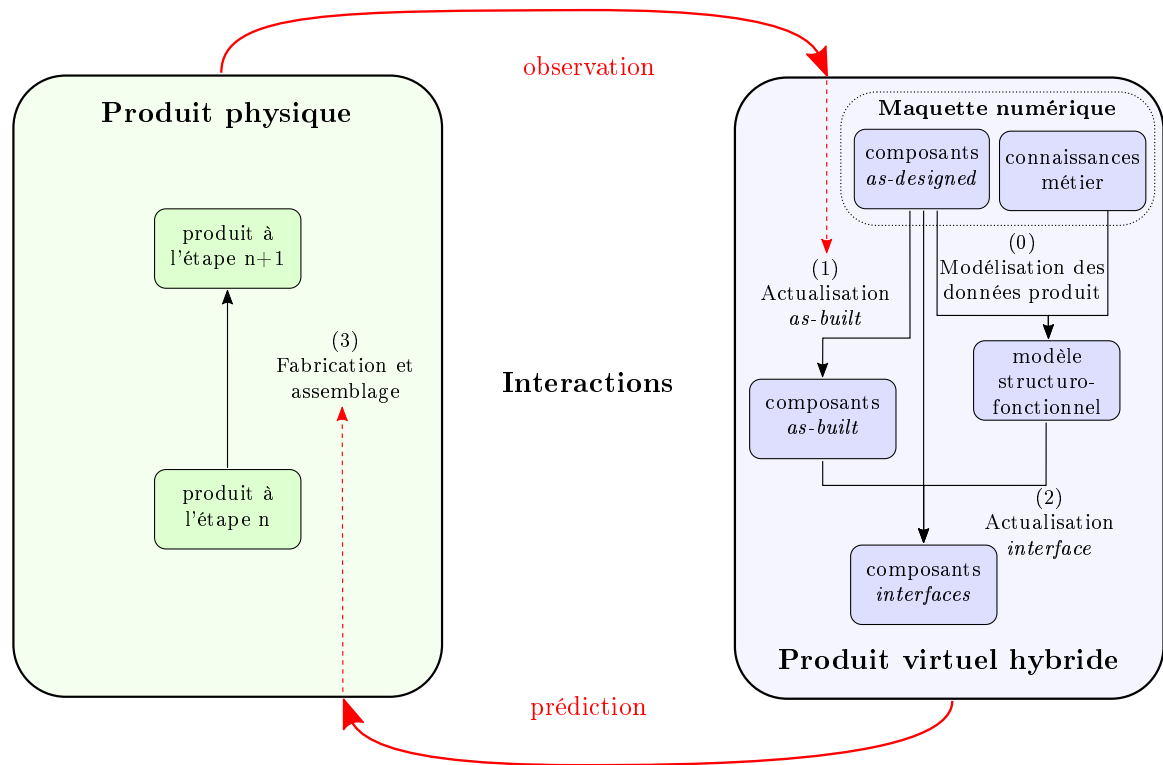 observation
Produit physique
produit à
l'étape n+1
(3)
Fabrication et
assemblage
produit à
l'étape n
Interactions
prédiction
Maquette numérique
composants
as-designed
connaissances
métier
(0)
Modélisation des
données produit
(1)
Actualisation
as-built
modèle
structuro-
fonctionnel
composants
as-built
(2)
Actualisation
interface
composants
interfaces
Produit virtuel hybride